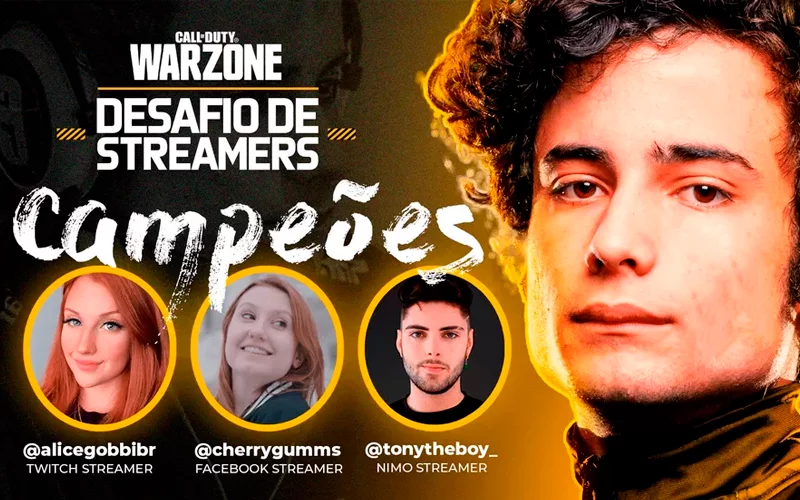 CALL OF DUTY®
WARZONE
DESAFIO DE
STREAMERS
Campeões
@alicegobbibr
TWITCH STREAMER
@cherrygumms
FACEBOOK STREAMER
@tonytheboy_
NIMO STREAMER